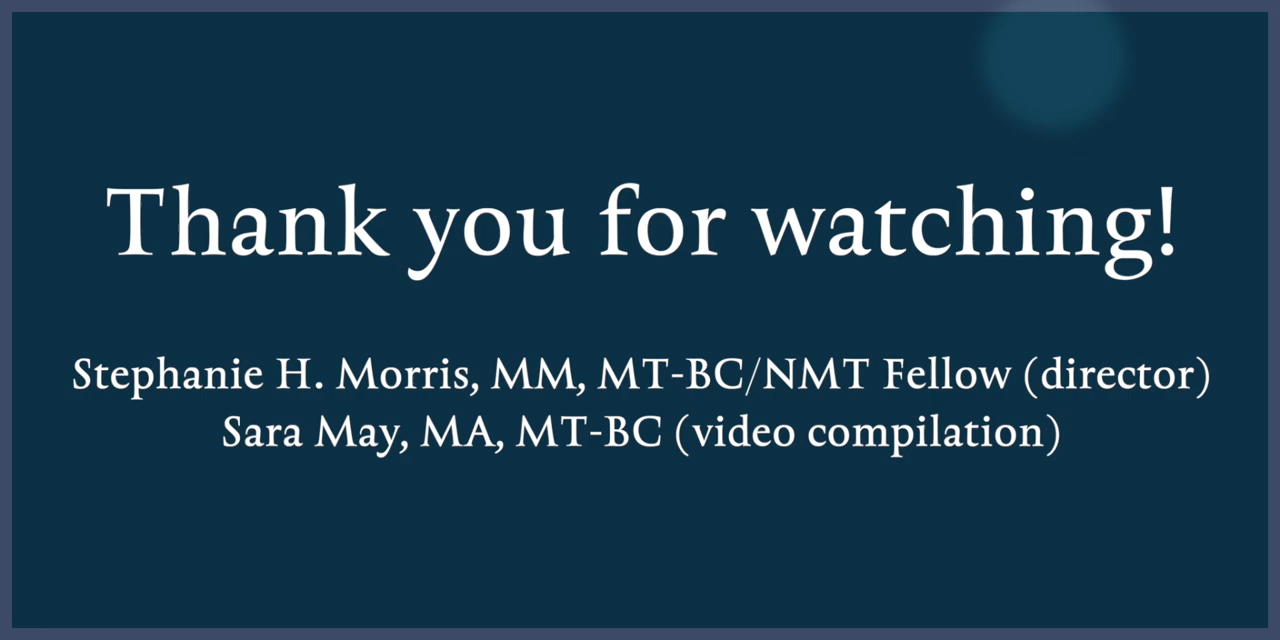 Thank you for watching!
Stephanie H. Morris, MM, MT-BC/NMT Fellow (director)
Sara May, MA, MT-BC (video compilation)